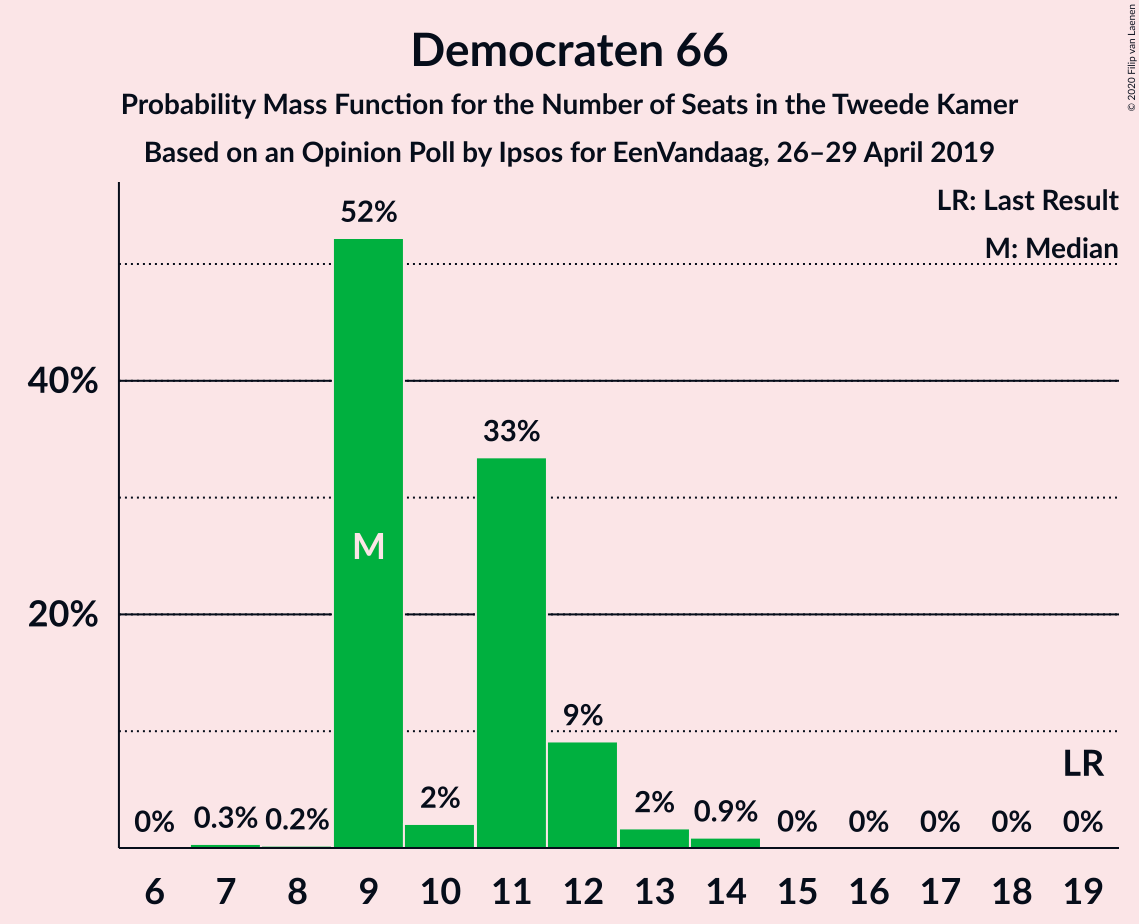 Democraten 66
Probability Mass Function for the Number of Seats in the Tweede Kamer
Based on an Opinion Poll by Ipsos for EenVandaag, 26–29 April 2019
© 2020 Filip van Laenen
LR: Last Result
M: Median
52%
40%
33%
M
20%
9%
LR
0% 0.3% 0.2% 2% 2% 0.9% 0% 0% 0% 0% 0%
6 7 8 9 10 11 12 13 14 15 16 17 18 19